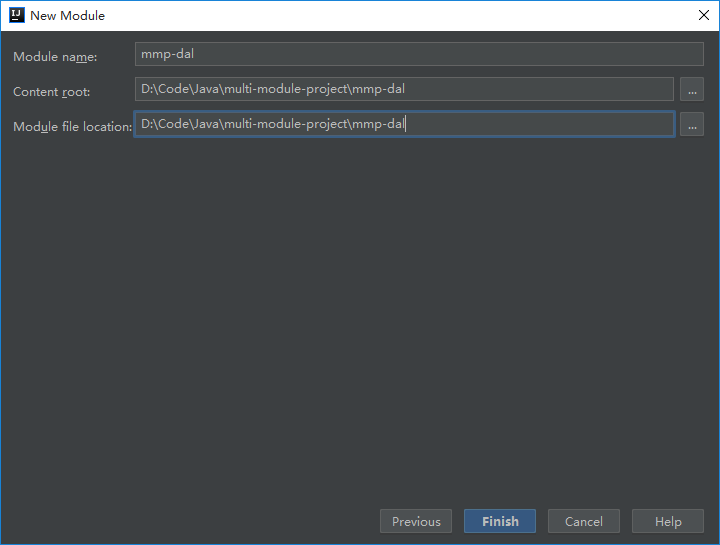 IJ New Module
Module name: mmp-dal
Content root: D:\Code\Java\multi-module-project\mmp-dal ...
Module file location: D:\Code\Java\multi-module-project\mmp-dal ...
Previous Finish Cancel Help